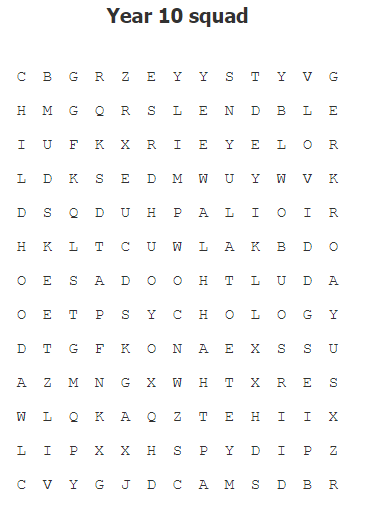 Year 10 squad
C B G R Z E Y Y S T Y V G
H M G Q R S L E N D B L E
I U F K X R I E Y E L O R
L D K S E D M W U Y W V K
D S Q D U H P A L I O I R
H K L T C U W L A K B D O
O E S A D O O H T L U D A
O E T P S Y C H O L O G Y
D T G F K O N A E X S S U
A Z M N G X W H T X R E S
W L Q K A Q Z T E H I I X
L I P X X H S P Y D I P Z
C V Y G J D C A M S D B R